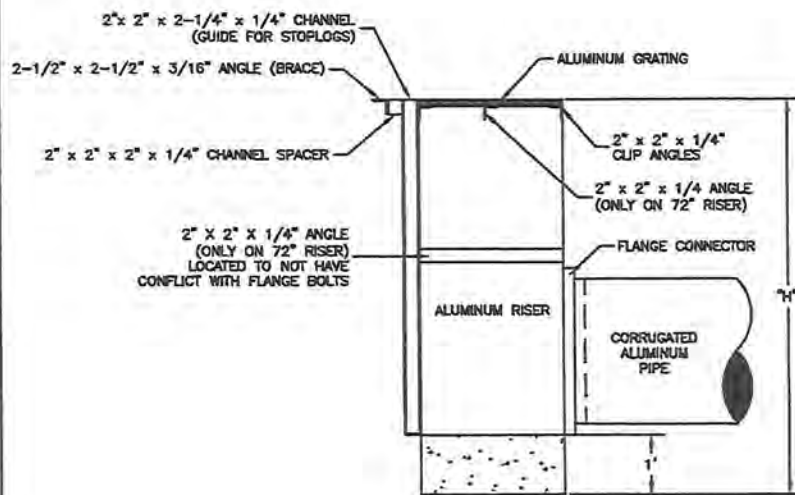 2"x 2" x 2-1/4" x 1/4" CHANNEL
(GUIDE FOR STOPLOGS)
2-1/2" x 2-1/2" x 3/16" ANGLE (BRACE)
ALUMINUM GRATING
2" x 2" x 2" x 1/4" CHANNEL SPACER
2" x 2" x 1/4"
CLIP ANGLES
2" x 2" x 1/4 ANGLE
(ONLY ON 72" RISER)
2" X 2" X 1/4" ANGLE
(ONLY ON 72" RISER)
LOCATED TO NOT HAVE
CONFLICT WITH FLANGE BOLTS
FLANGE CONNECTOR
"H"
ALUMINUM RISER
CORRUGATED
ALUMINUM
PIPE
1'